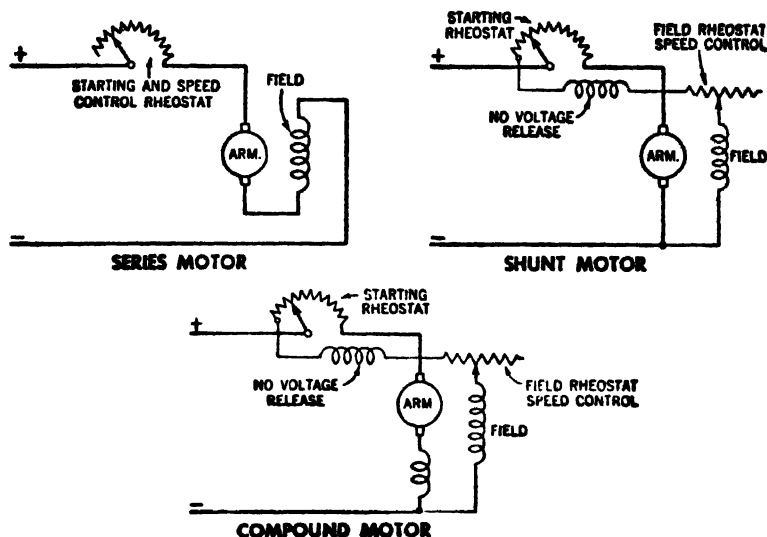 +
STARTING AND SPEED
CONTROL RHEOSTAT
FIELD
ARM.
−
SERIES MOTOR
STARTING
RHEOSTAT
FIELD RHEOSTAT
SPEED CONTROL
+
NO VOLTAGE
RELEASE
ARM.
FIELD
−
SHUNT MOTOR
STARTING
RHEOSTAT
+
NO VOLTAGE
RELEASE
FIELD RHEOSTAT
SPEED CONTROL
ARM
FIELD
−
COMPOUND MOTOR